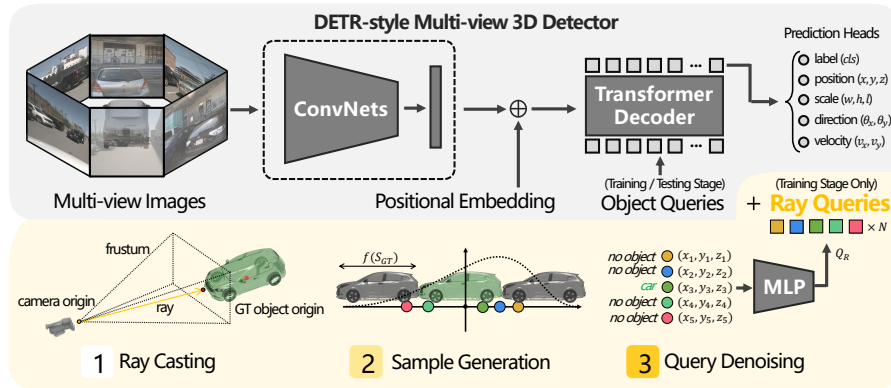 DETR-style Multi-view 3D Detector
Multi-view Images
ConvNets
Positional Embedding
Transformer
Decoder
...
...
(Training / Testing Stage)
Object Queries
Prediction Heads
label (cls)
position (x, y, z)
scale (w, h, l)
direction (θx, θy)
velocity (vx, vy)
+
(Training Stage Only)
Ray Queries
× N
QR
frustum
camera origin
ray
GT object origin
1 Ray Casting
f(SGT)
2 Sample Generation
no object (x1, y1, z1)
no object (x2, y2, z2)
car (x3, y3, z3)
no object (x4, y4, z4)
no object (x5, y5, z5)
MLP
3 Query Denoising